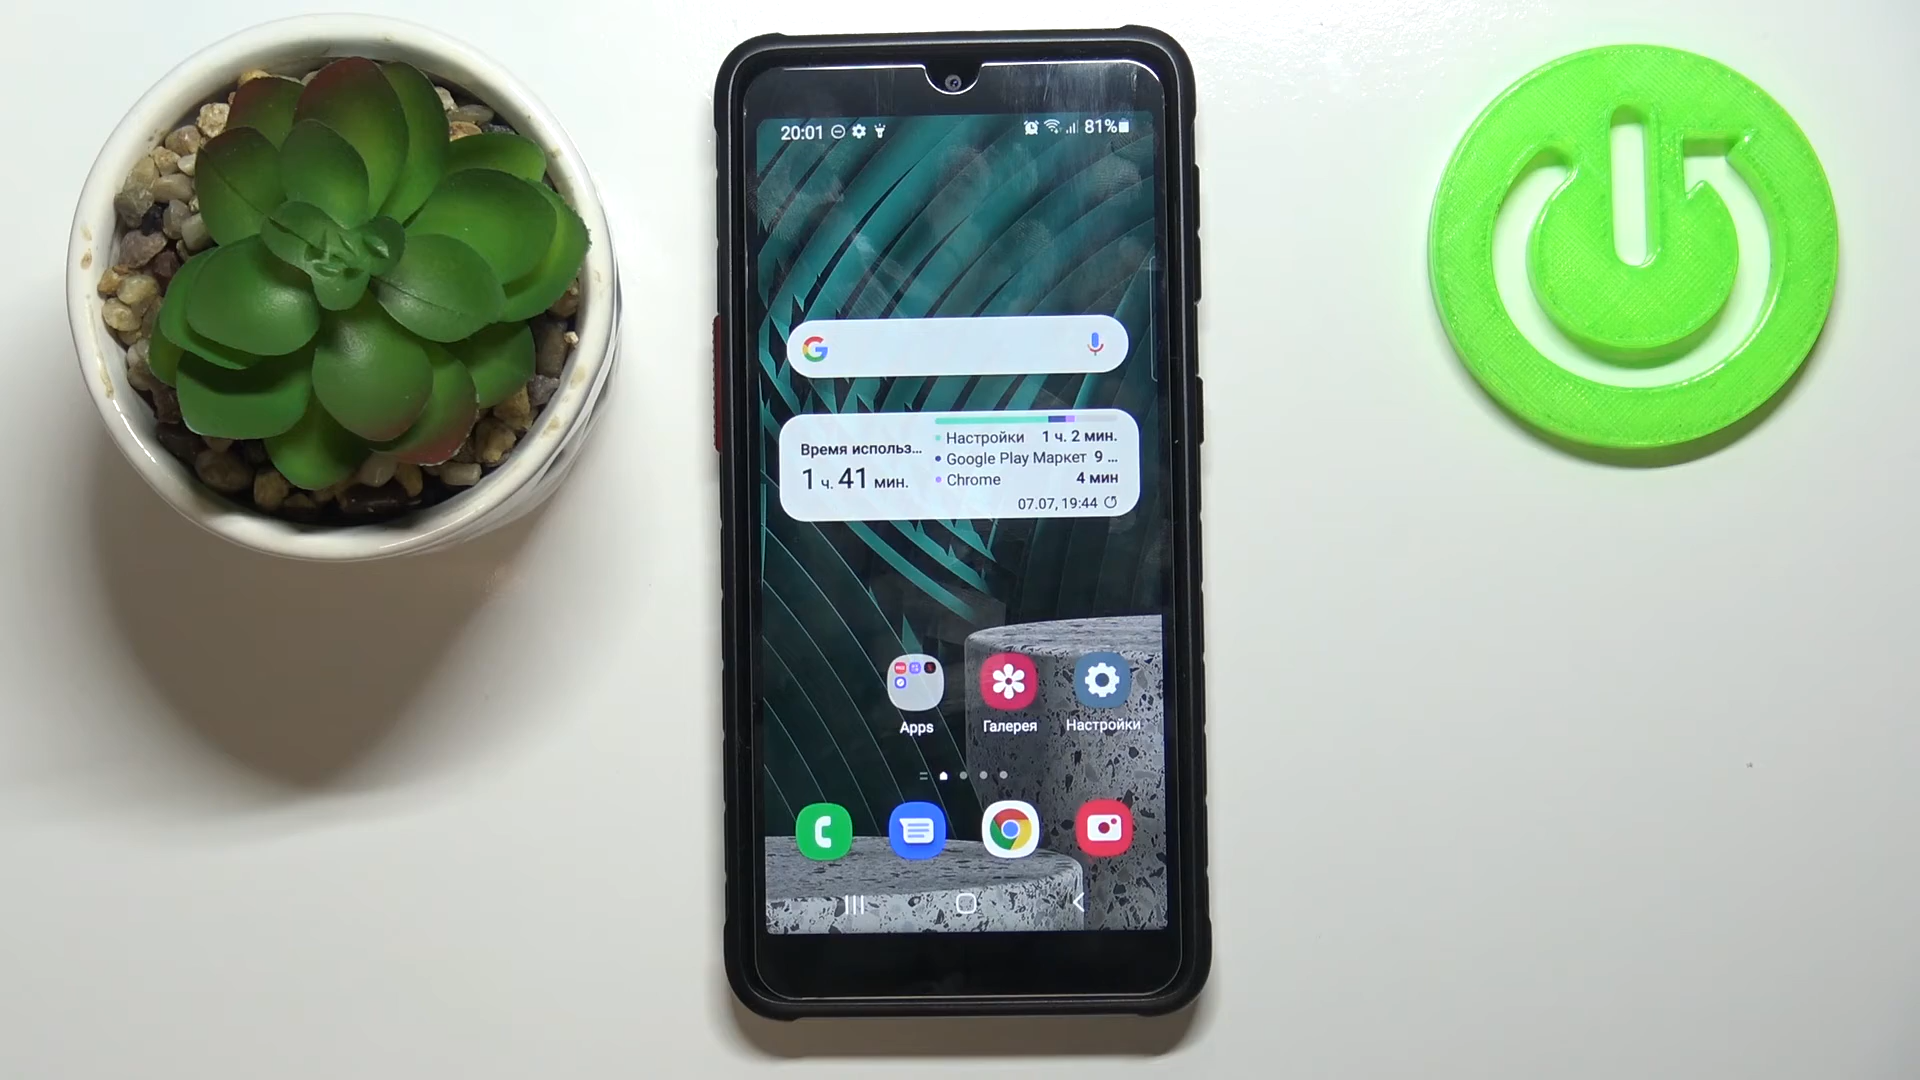 20:01
81%
G
Время использ...
1 ч. 41 мин.
Настройки 1 ч. 2 мин.
Google Play Маркет 9 ...
Chrome 4 мин
07.07, 19:44
Apps
Галерея
Настройки